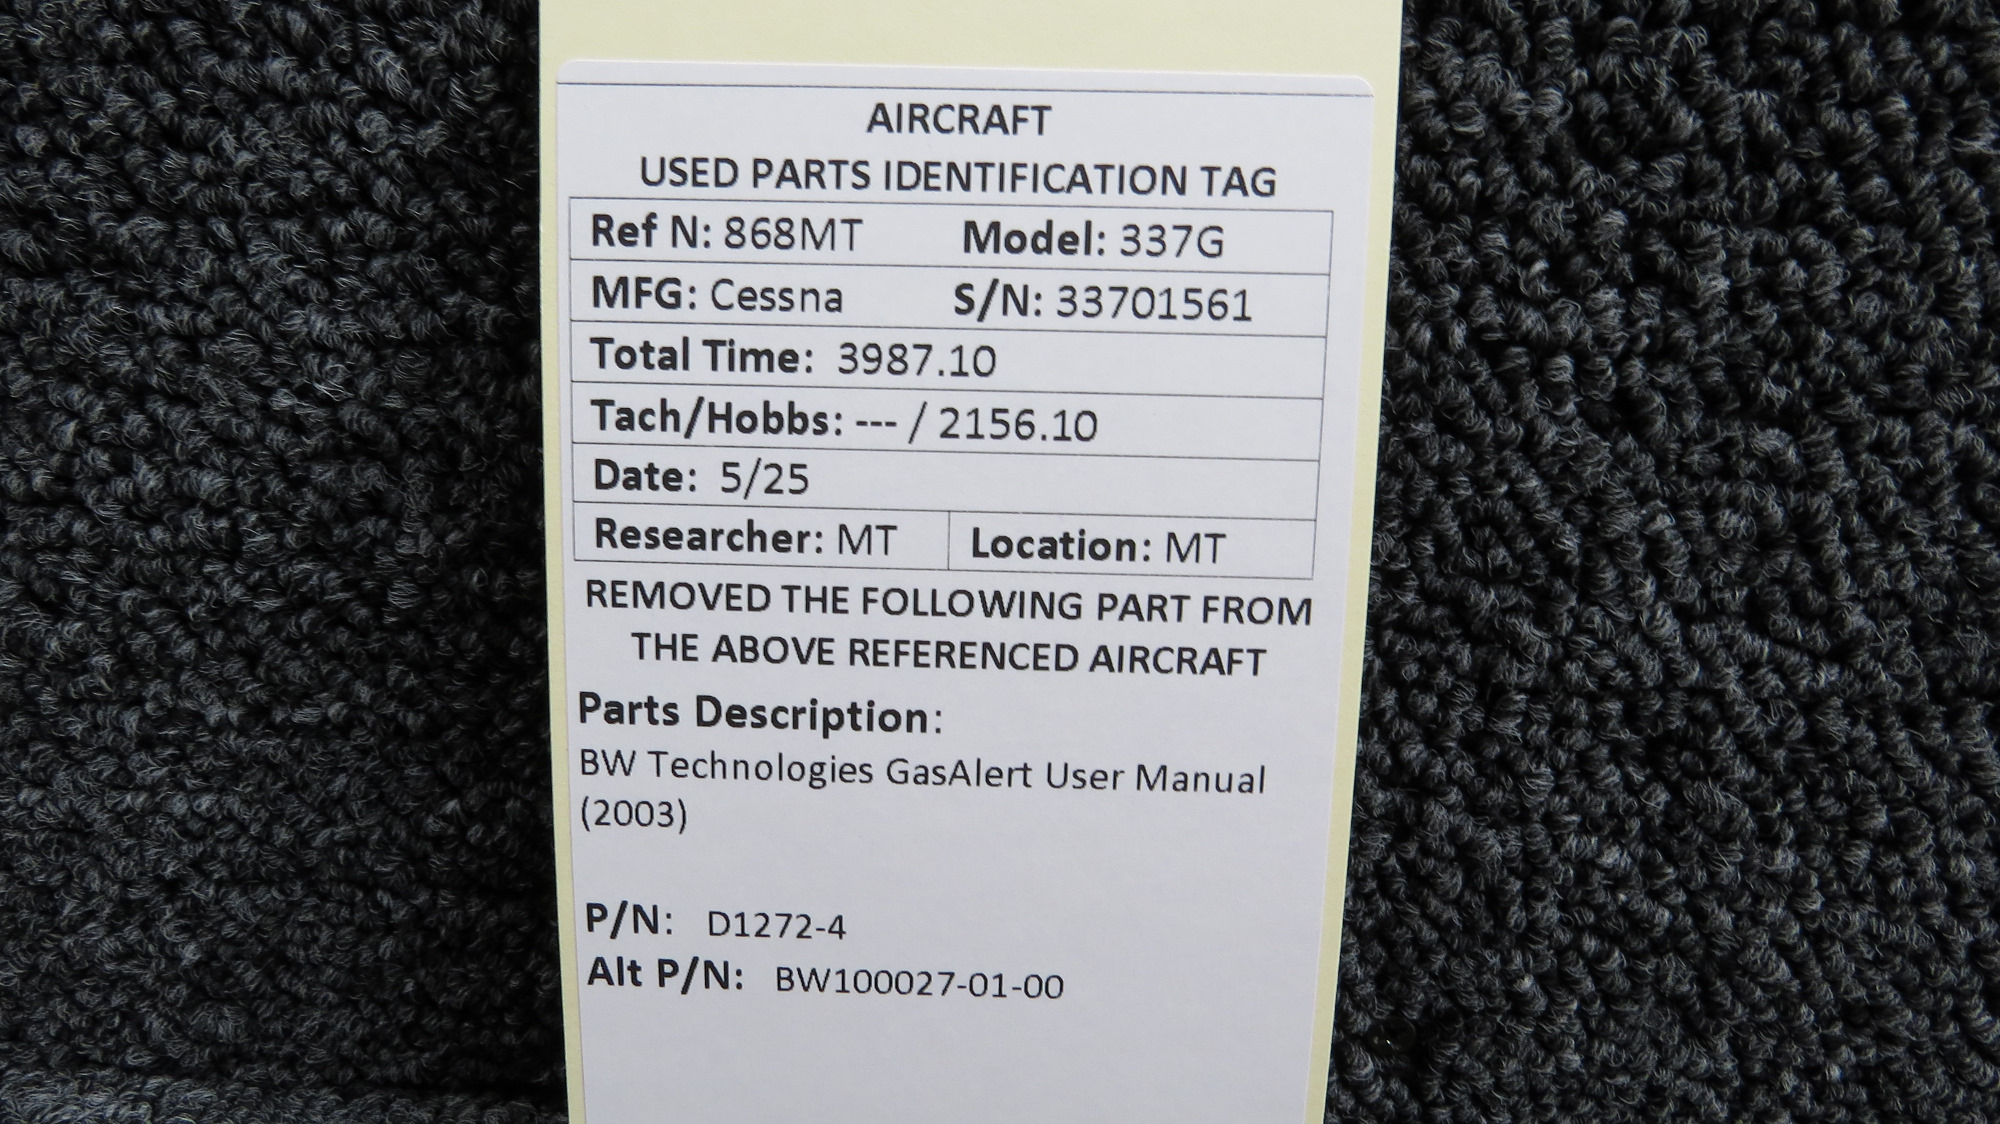 AIRCRAFT
USED PARTS IDENTIFICATION TAG
Ref N: 868MT Model: 337G
MFG: Cessna S/N: 33701561
Total Time: 3987.10
Tach/Hobbs: --- / 2156.10
Date: 5/25
Researcher: MT Location: MT
REMOVED THE FOLLOWING PART FROM
THE ABOVE REFERENCED AIRCRAFT
Parts Description:
BW Technologies GasAlert User Manual
(2003)
P/N: D1272-4
Alt P/N: BW100027-01-00